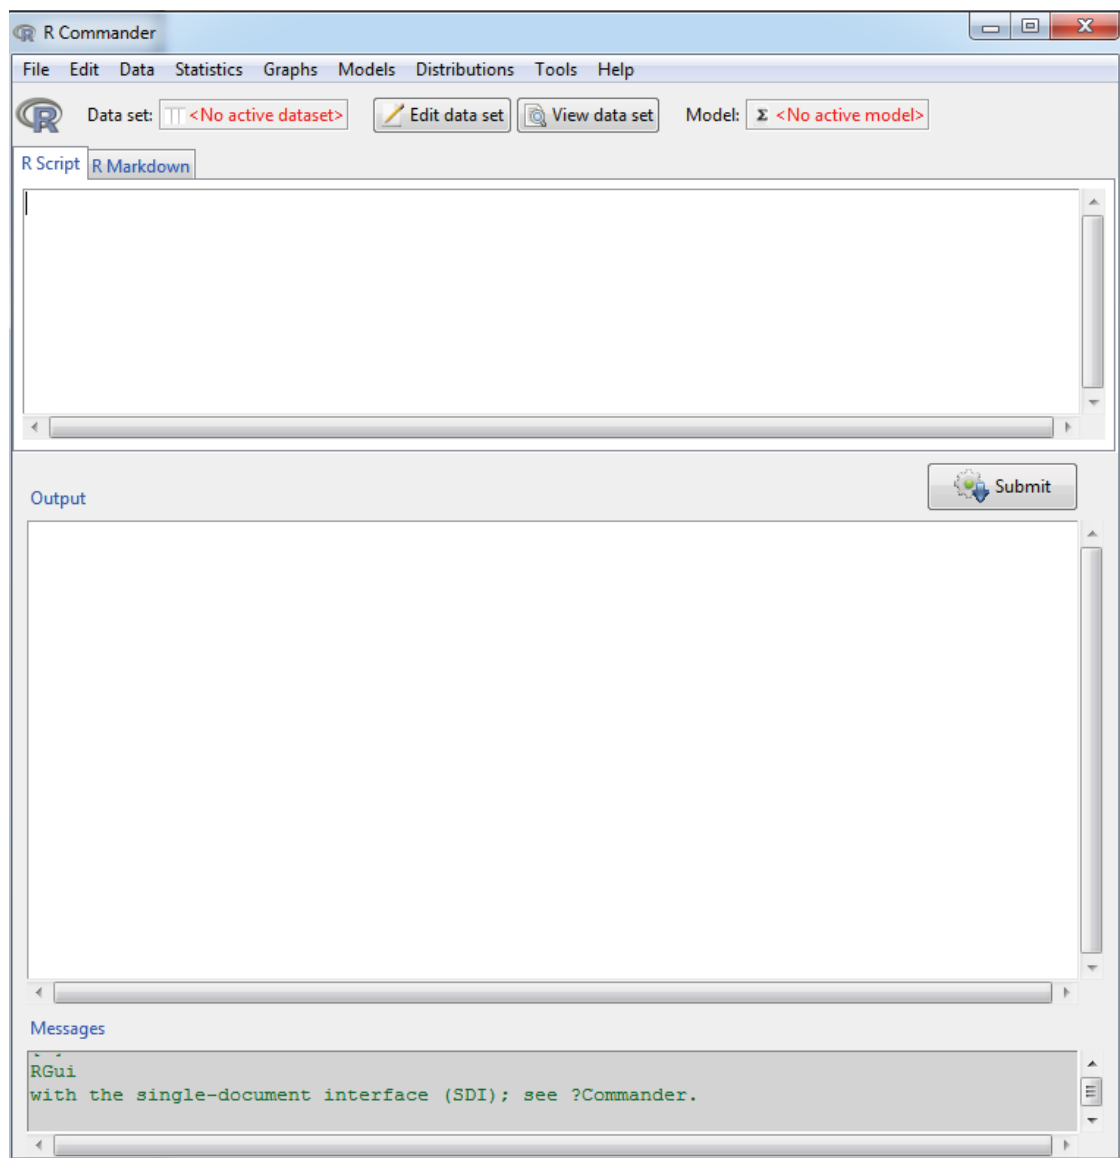 R Commander
File Edit Data Statistics Graphs Models Distributions Tools Help
R Data set: <No active dataset> Edit data set View data set Model: Σ <No active model>
R Script R Markdown
Submit
Output
Messages
RGui
with the single-document interface (SDI); see ?Commander.